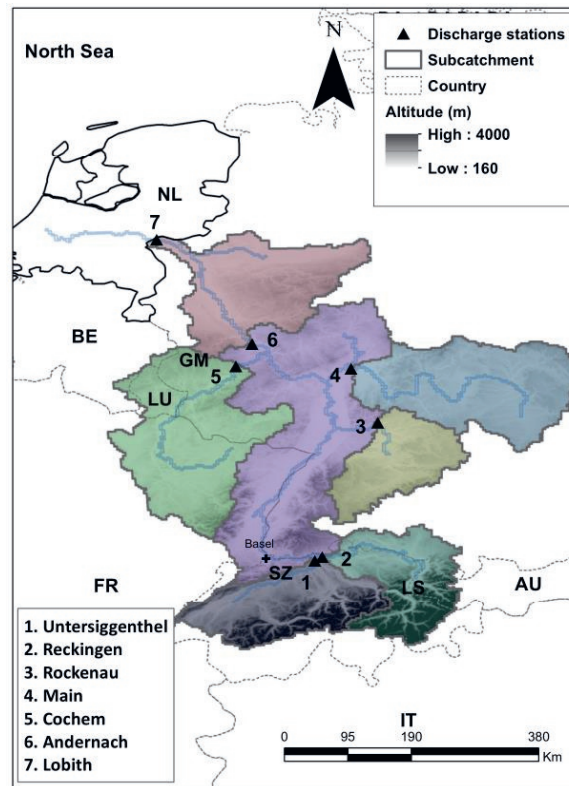 North Sea
N
Discharge stations
Subcatchment
Country
Altitude (m)
High : 4000
Low : 160
NL
7
BE
6
GM
5
4
LU
3
Basel
2
SZ
1
LS
FR
AU
1. Untersiggenthel
2. Reckingen
3. Rockenau
4. Main
5. Cochem
6. Andernach
7. Lobith
IT
0 95 190 380
Km